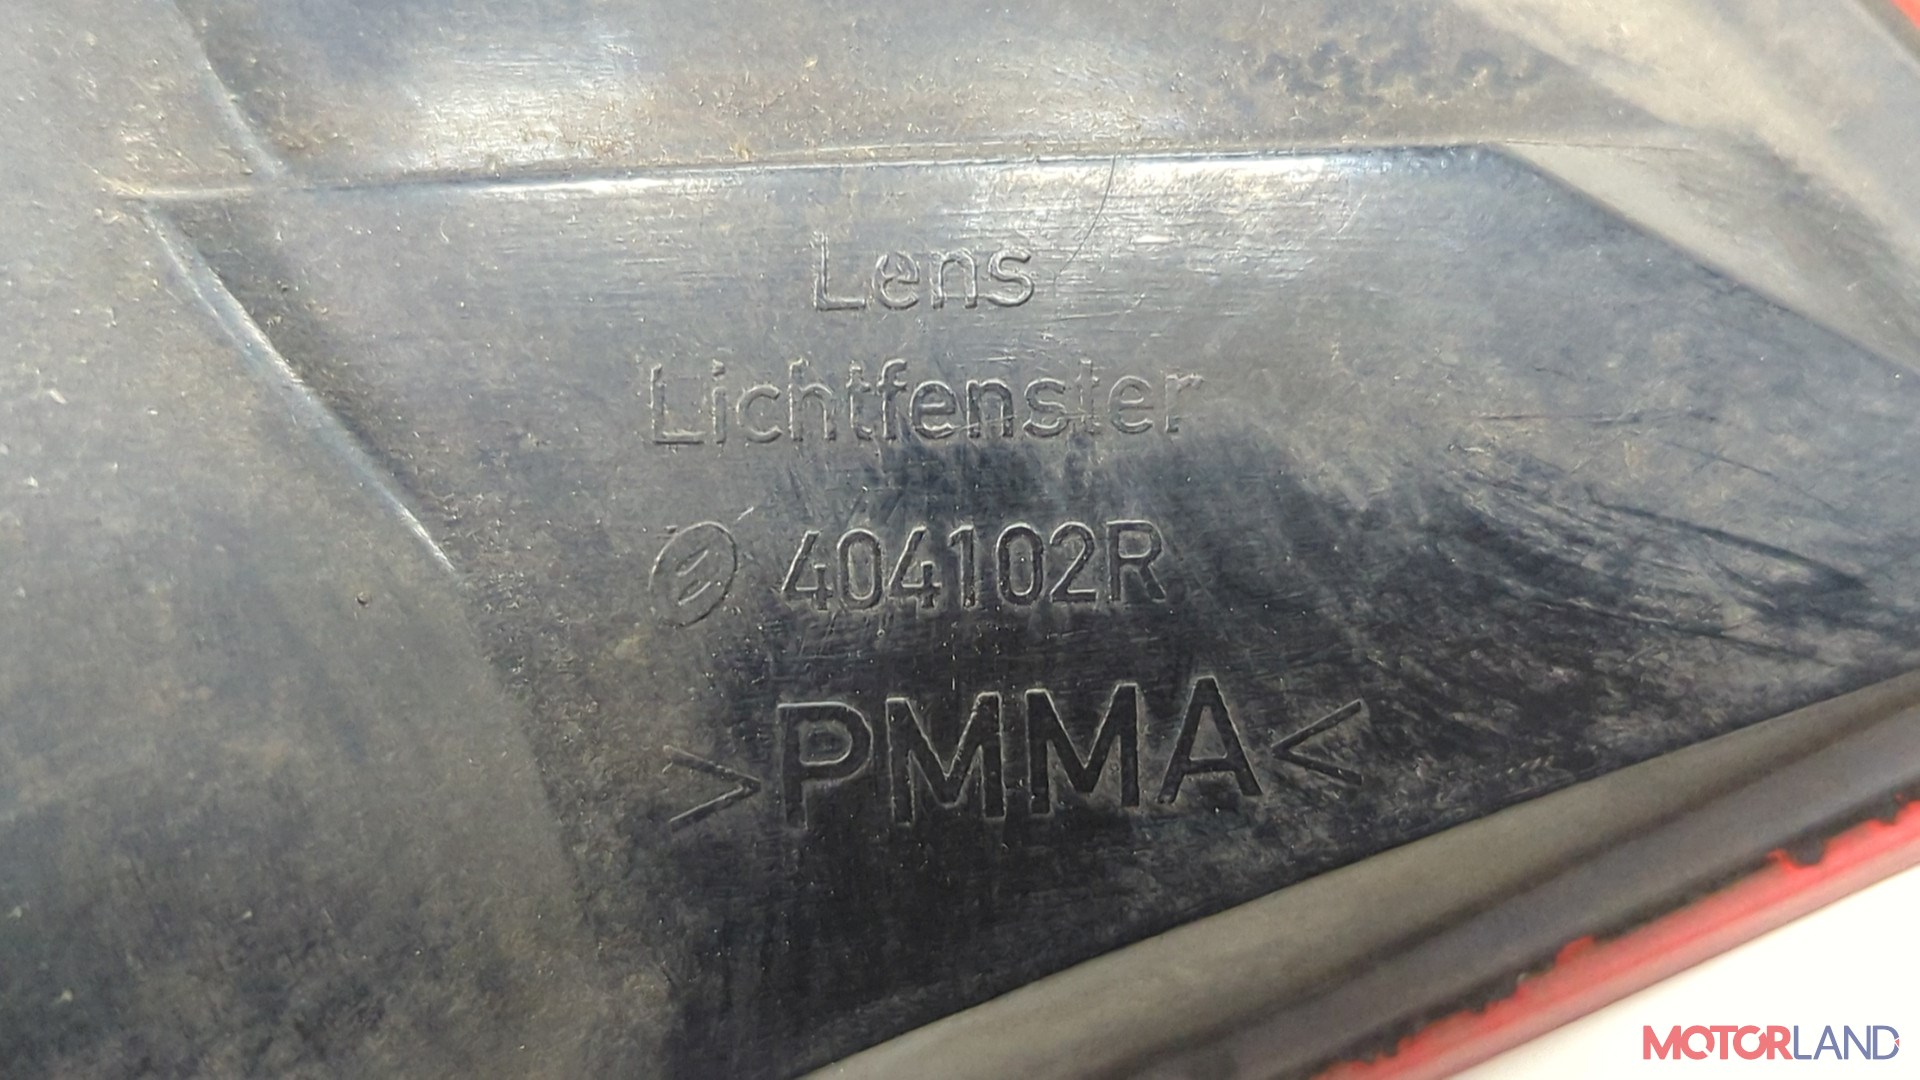 Lens
Lichtfenster
404102R
>PMMA<
MOTORLAND